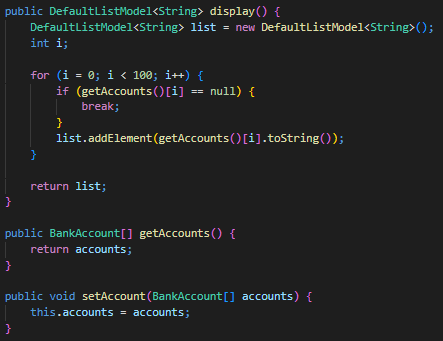 public DefaultListModel<String> display() {
    DefaultListModel<String> list = new DefaultListModel<String>();
    int i;

    for (i = 0; i < 100; i++) {
        if (getAccounts()[i] == null) {
            break;
        }
        list.addElement(getAccounts()[i].toString());
    }

    return list;
}

public BankAccount[] getAccounts() {
    return accounts;
}

public void setAccount(BankAccount[] accounts) {
    this.accounts = accounts;
}